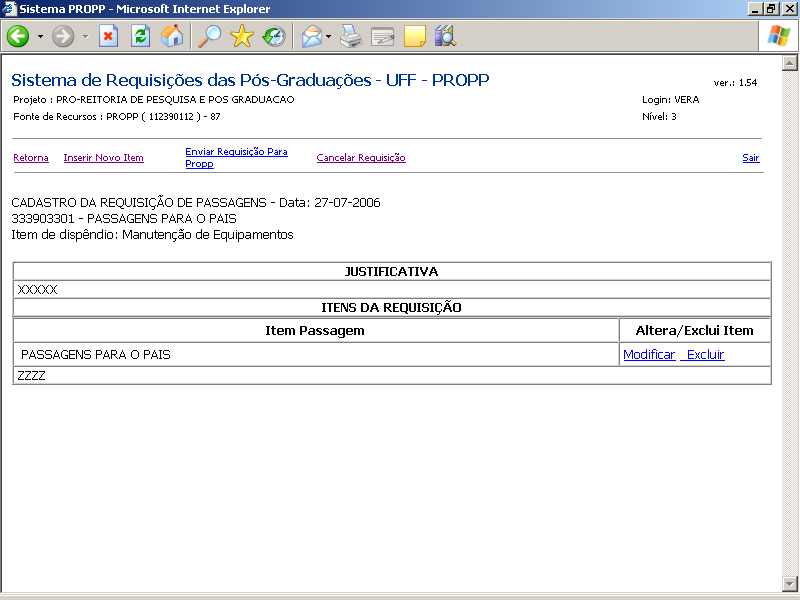 Sistema PROPP - Microsoft Internet Explorer
Sistema de Requisições das Pós-Graduações - UFF - PROPP
ver.: 1.54
Projeto : PRO-REITORIA DE PESQUISA E POS GRADUACAO
Login: VERA
Fonte de Recursos : PROPP ( 112390112 ) - 87
Nível: 3
Retorna Inserir Novo Item Enviar Requisição Para
Propp Cancelar Requisição Sair
CADASTRO DA REQUISIÇÃO DE PASSAGENS - Data: 27-07-2006
333903301 - PASSAGENS PARA O PAIS
Item de dispêndio: Manutenção de Equipamentos
JUSTIFICATIVA
XXXXX
ITENS DA REQUISIÇÃO
Item Passagem Altera/Exclui Item
PASSAGENS PARA O PAIS Modificar Excluir
ZZZZ